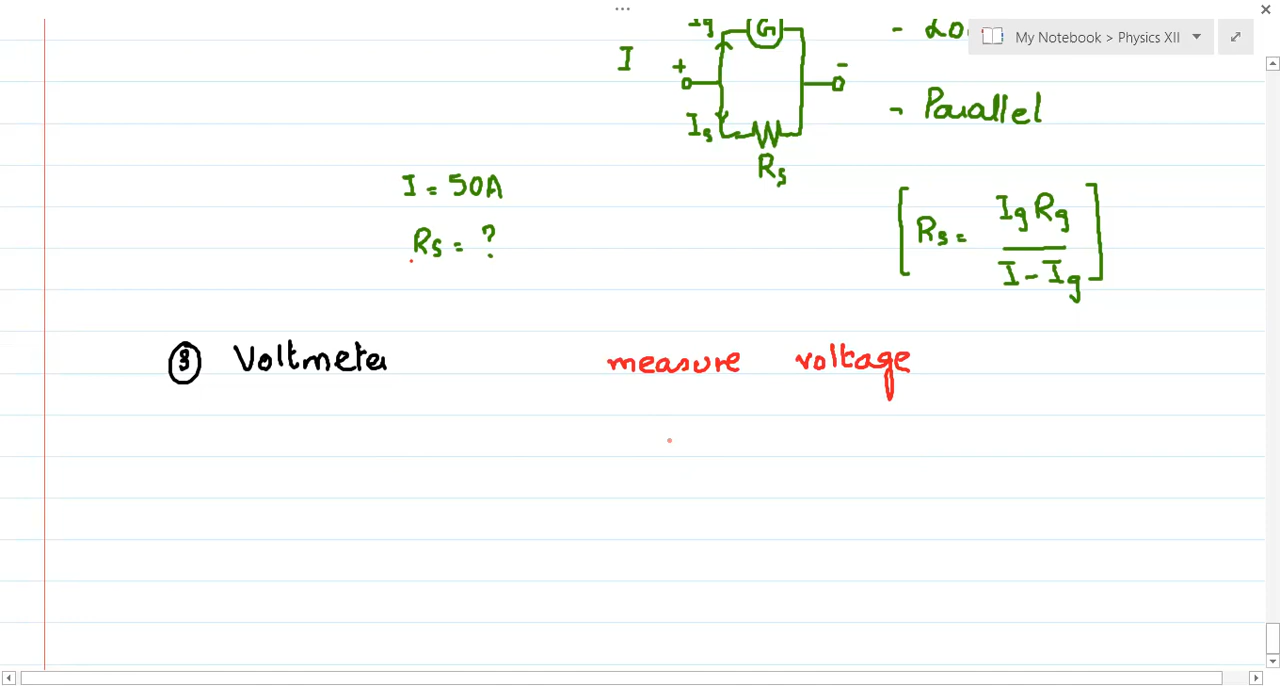 My Notebook > Physics XII
G
I
+
-
- Parallel
Is
Rs
I = 50A
Rs = ?
[Rs = IgRg / I - Ig]
③ Voltmeter
measure voltage